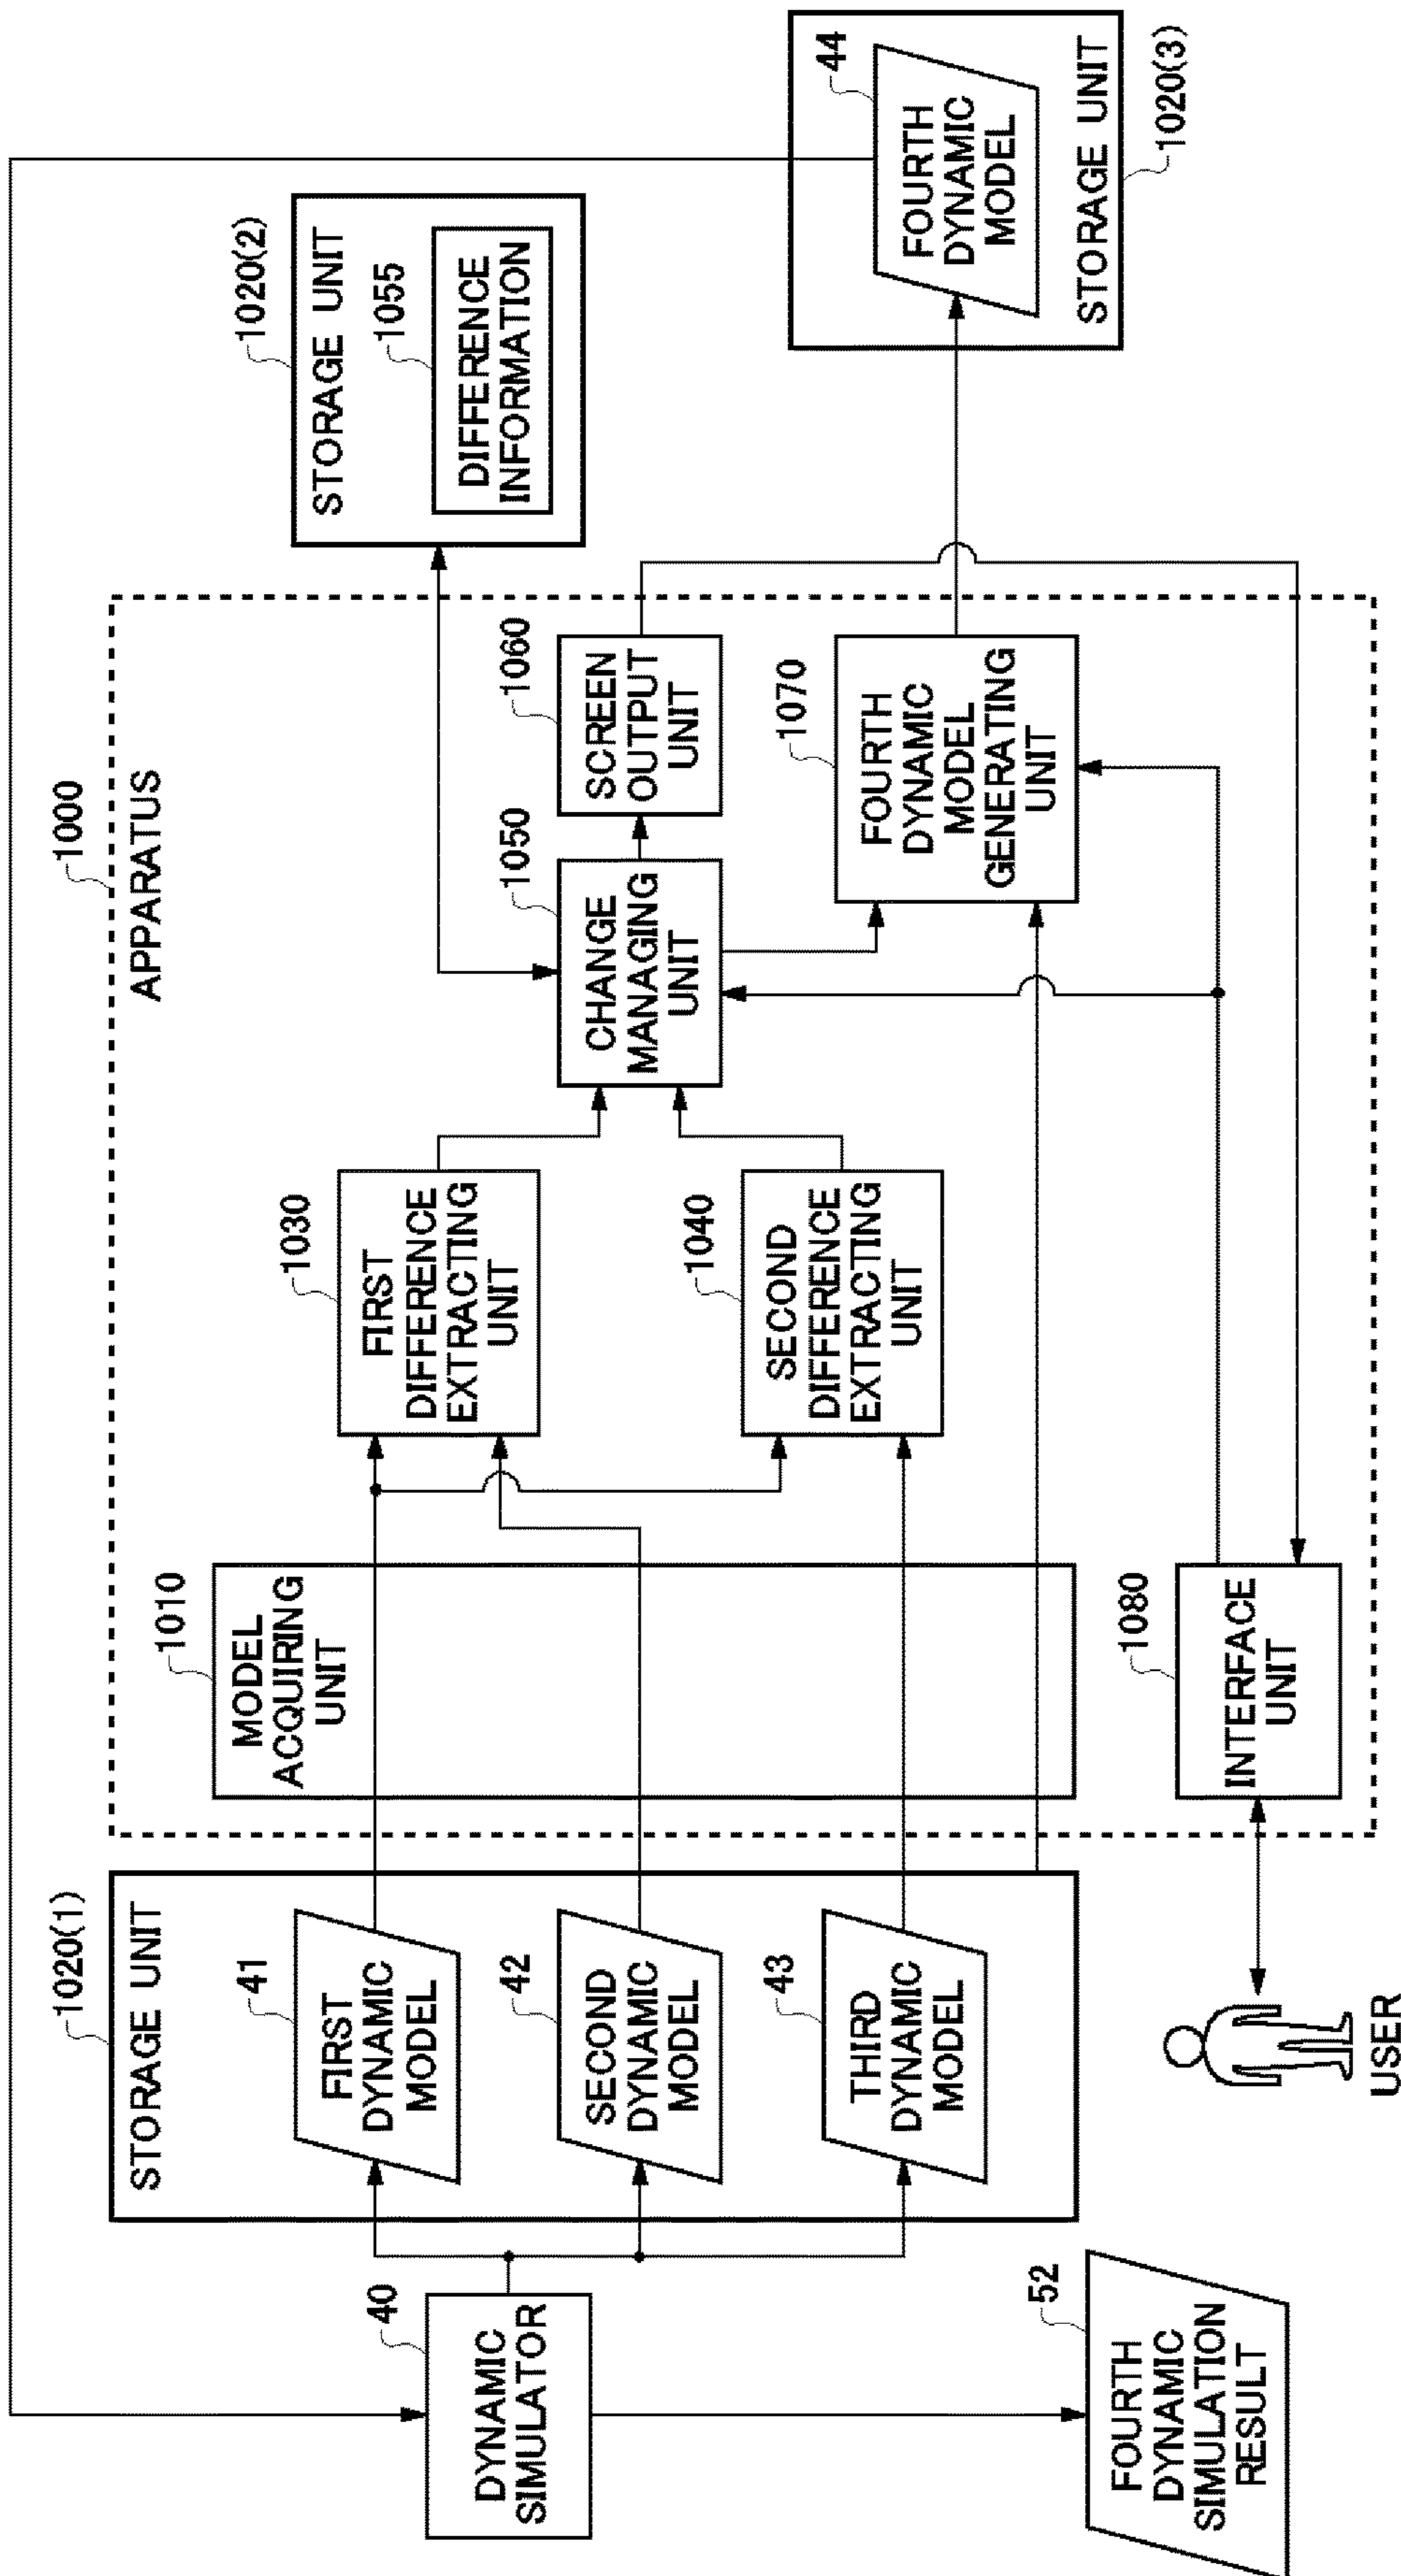 40
DYNAMIC
SIMULATOR
52
FOURTH
DYNAMIC
SIMULATION
RESULT
1020(1)
STORAGE UNIT
41
FIRST
DYNAMIC
MODEL
42
SECOND
DYNAMIC
MODEL
43
THIRD
DYNAMIC
MODEL
USER
1000
APPARATUS
1010
MODEL
ACQUIRING
UNIT
1080
INTERFACE
UNIT
1030
FIRST
DIFFERENCE
EXTRACTING
UNIT
1040
SECOND
DIFFERENCE
EXTRACTING
UNIT
1050
CHANGE
MANAGING
UNIT
1060
SCREEN
OUTPUT
UNIT
1070
FOURTH
DYNAMIC
MODEL
GENERATING
UNIT
1020(2)
STORAGE UNIT
1055
DIFFERENCE
INFORMATION
44
FOURTH
DYNAMIC
MODEL
STORAGE UNIT
1020(3)